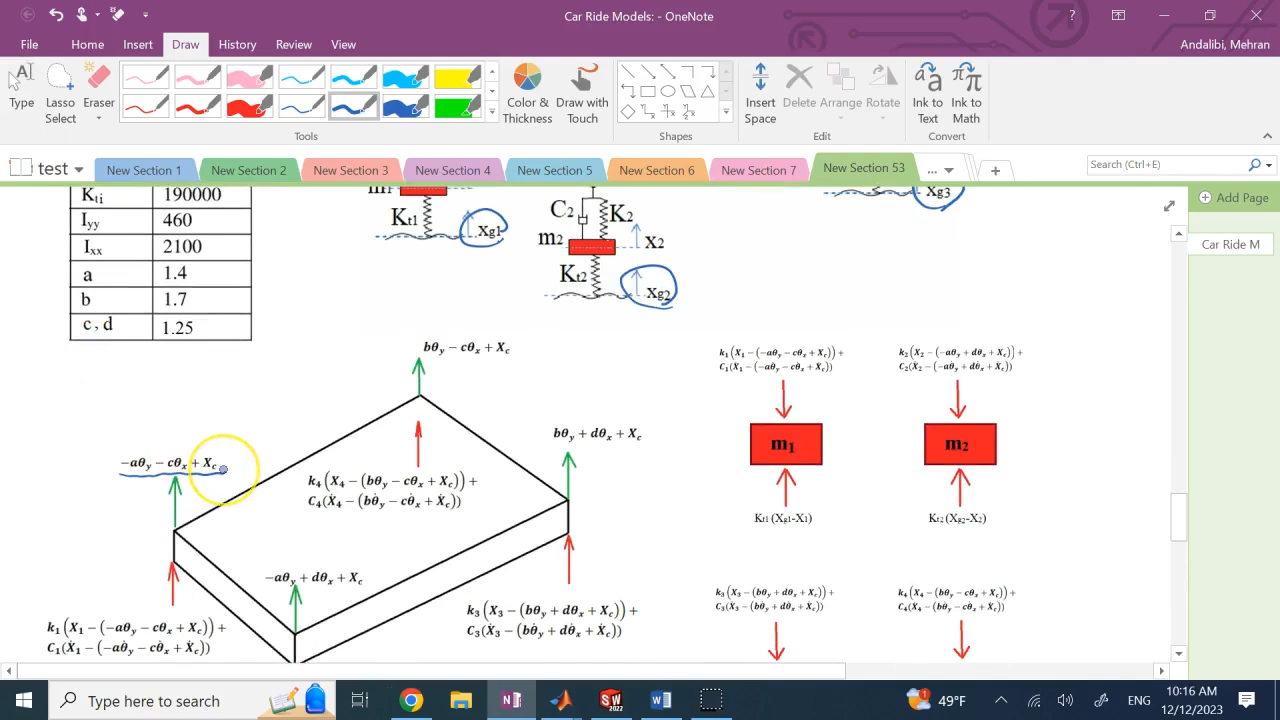 Car Ride Models: - OneNote
File Home Insert Draw History Review View
Andalibi, Mehran
Type
Lasso Select
Eraser
Color & Thickness
Draw with Touch
Insert Space
Delete
Arrange
Rotate
Ink to Text
Ink to Math
Tools
Shapes
Edit
Convert
test
New Section 1
New Section 2
New Section 3
New Section 4
New Section 5
New Section 6
New Section 7
New Section 53
...
Search (Ctrl+E)
Add Page
Car Ride M
Kti 190000
Iyy 460
Ixx 2100
a 1.4
b 1.7
c , d 1.25
Kt1
Xg1
C2
K2
m2
X2
Kt2
Xg2
Xg3
bθy − cθx + Xc
bθy + dθx + Xc
−aθy − cθx + Xc
−aθy + dθx + Xc
k4(X4 − (bθy − cθx + Xc)) +
C4(Ẋ4 − (bθ̇y − cθ̇x + Ẋc))
k1(X1 − (−aθy − cθx + Xc)) +
C1(Ẋ1 − (−aθ̇y − cθ̇x + Ẋc))
k3(X3 − (bθy + dθx + Xc)) +
C3(Ẋ3 − (bθ̇y + dθ̇x + Ẋc))
k1(X1 − (−aθy − cθx + Xc)) +
C1(Ẋ1 − (−aθ̇y − cθ̇x + Ẋc))
m1
Kt1 (Xg1-X1)
k2(X2 − (−aθy + dθx + Xc)) +
C2(Ẋ2 − (−aθ̇y + dθ̇x + Ẋc))
m2
Kt2 (Xg2-X2)
k3(X3 − (bθy + dθx + Xc)) +
C3(Ẋ3 − (bθ̇y + dθ̇x + Ẋc))
k4(X4 − (bθy − cθx + Xc)) +
C4(Ẋ4 − (bθ̇y − cθ̇x + Ẋc))
Type here to search
SW 2022
1
49°F
ENG
10:16 AM
12/12/2023